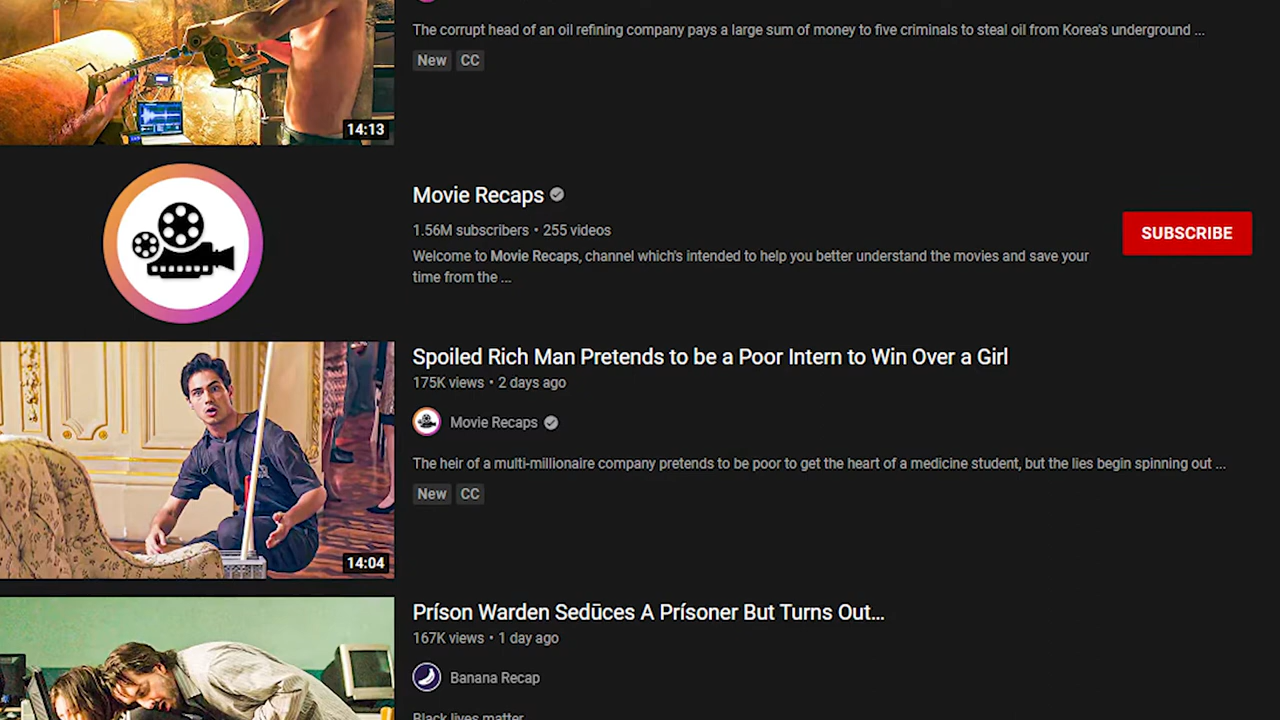 The corrupt head of an oil refining company pays a large sum of money to five criminals to steal oil from Korea's underground ...
New CC
14:13
Movie Recaps
1.56M subscribers • 255 videos
Welcome to Movie Recaps, channel which's intended to help you better understand the movies and save your
time from the ...
SUBSCRIBE
Spoiled Rich Man Pretends to be a Poor Intern to Win Over a Girl
175K views • 2 days ago
Movie Recaps
The heir of a multi-millionaire company pretends to be poor to get the heart of a medicine student, but the lies begin spinning out ...
New CC
14:04
Príson Warden Sedūces A Prísoner But Turns Out...
167K views • 1 day ago
Banana Recap
Black lives matter